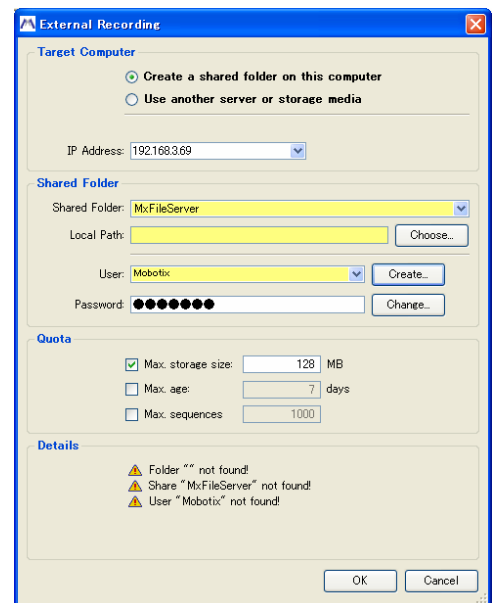 External Recording
Target Computer
Create a shared folder on this computer
Use another server or storage media
IP Address: 192.168.3.69
Shared Folder
Shared Folder: MxFileServer
Local Path: Choose...
User: Mobotix Create...
Password: ●●●●●●● Change...
Quota
Max. storage size: 128 MB
Max. age: 7 days
Max. sequences 1000
Details
Folder "" not found!
Share "MxFileServer" not found!
User "Mobotix" not found!
OK Cancel